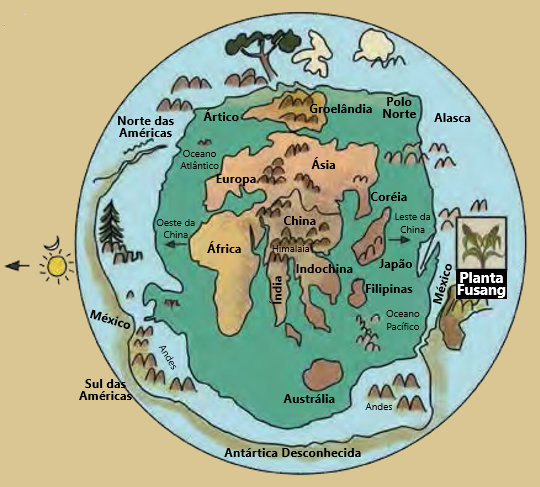 Groelândia
Polo
Norte
Ártico
Alasca
Norte das
Américas
Oceano
Atlântico
Ásia
Europa
Coréia
Oeste da
China
China
Leste da
China
África
Himalaia
Indochina
Japão
Índia
Filipinas
México
Planta
Fusang
Oceano
Pacífico
México
Andes
Sul das
Américas
Austrália
Andes
Antártica Desconhecida